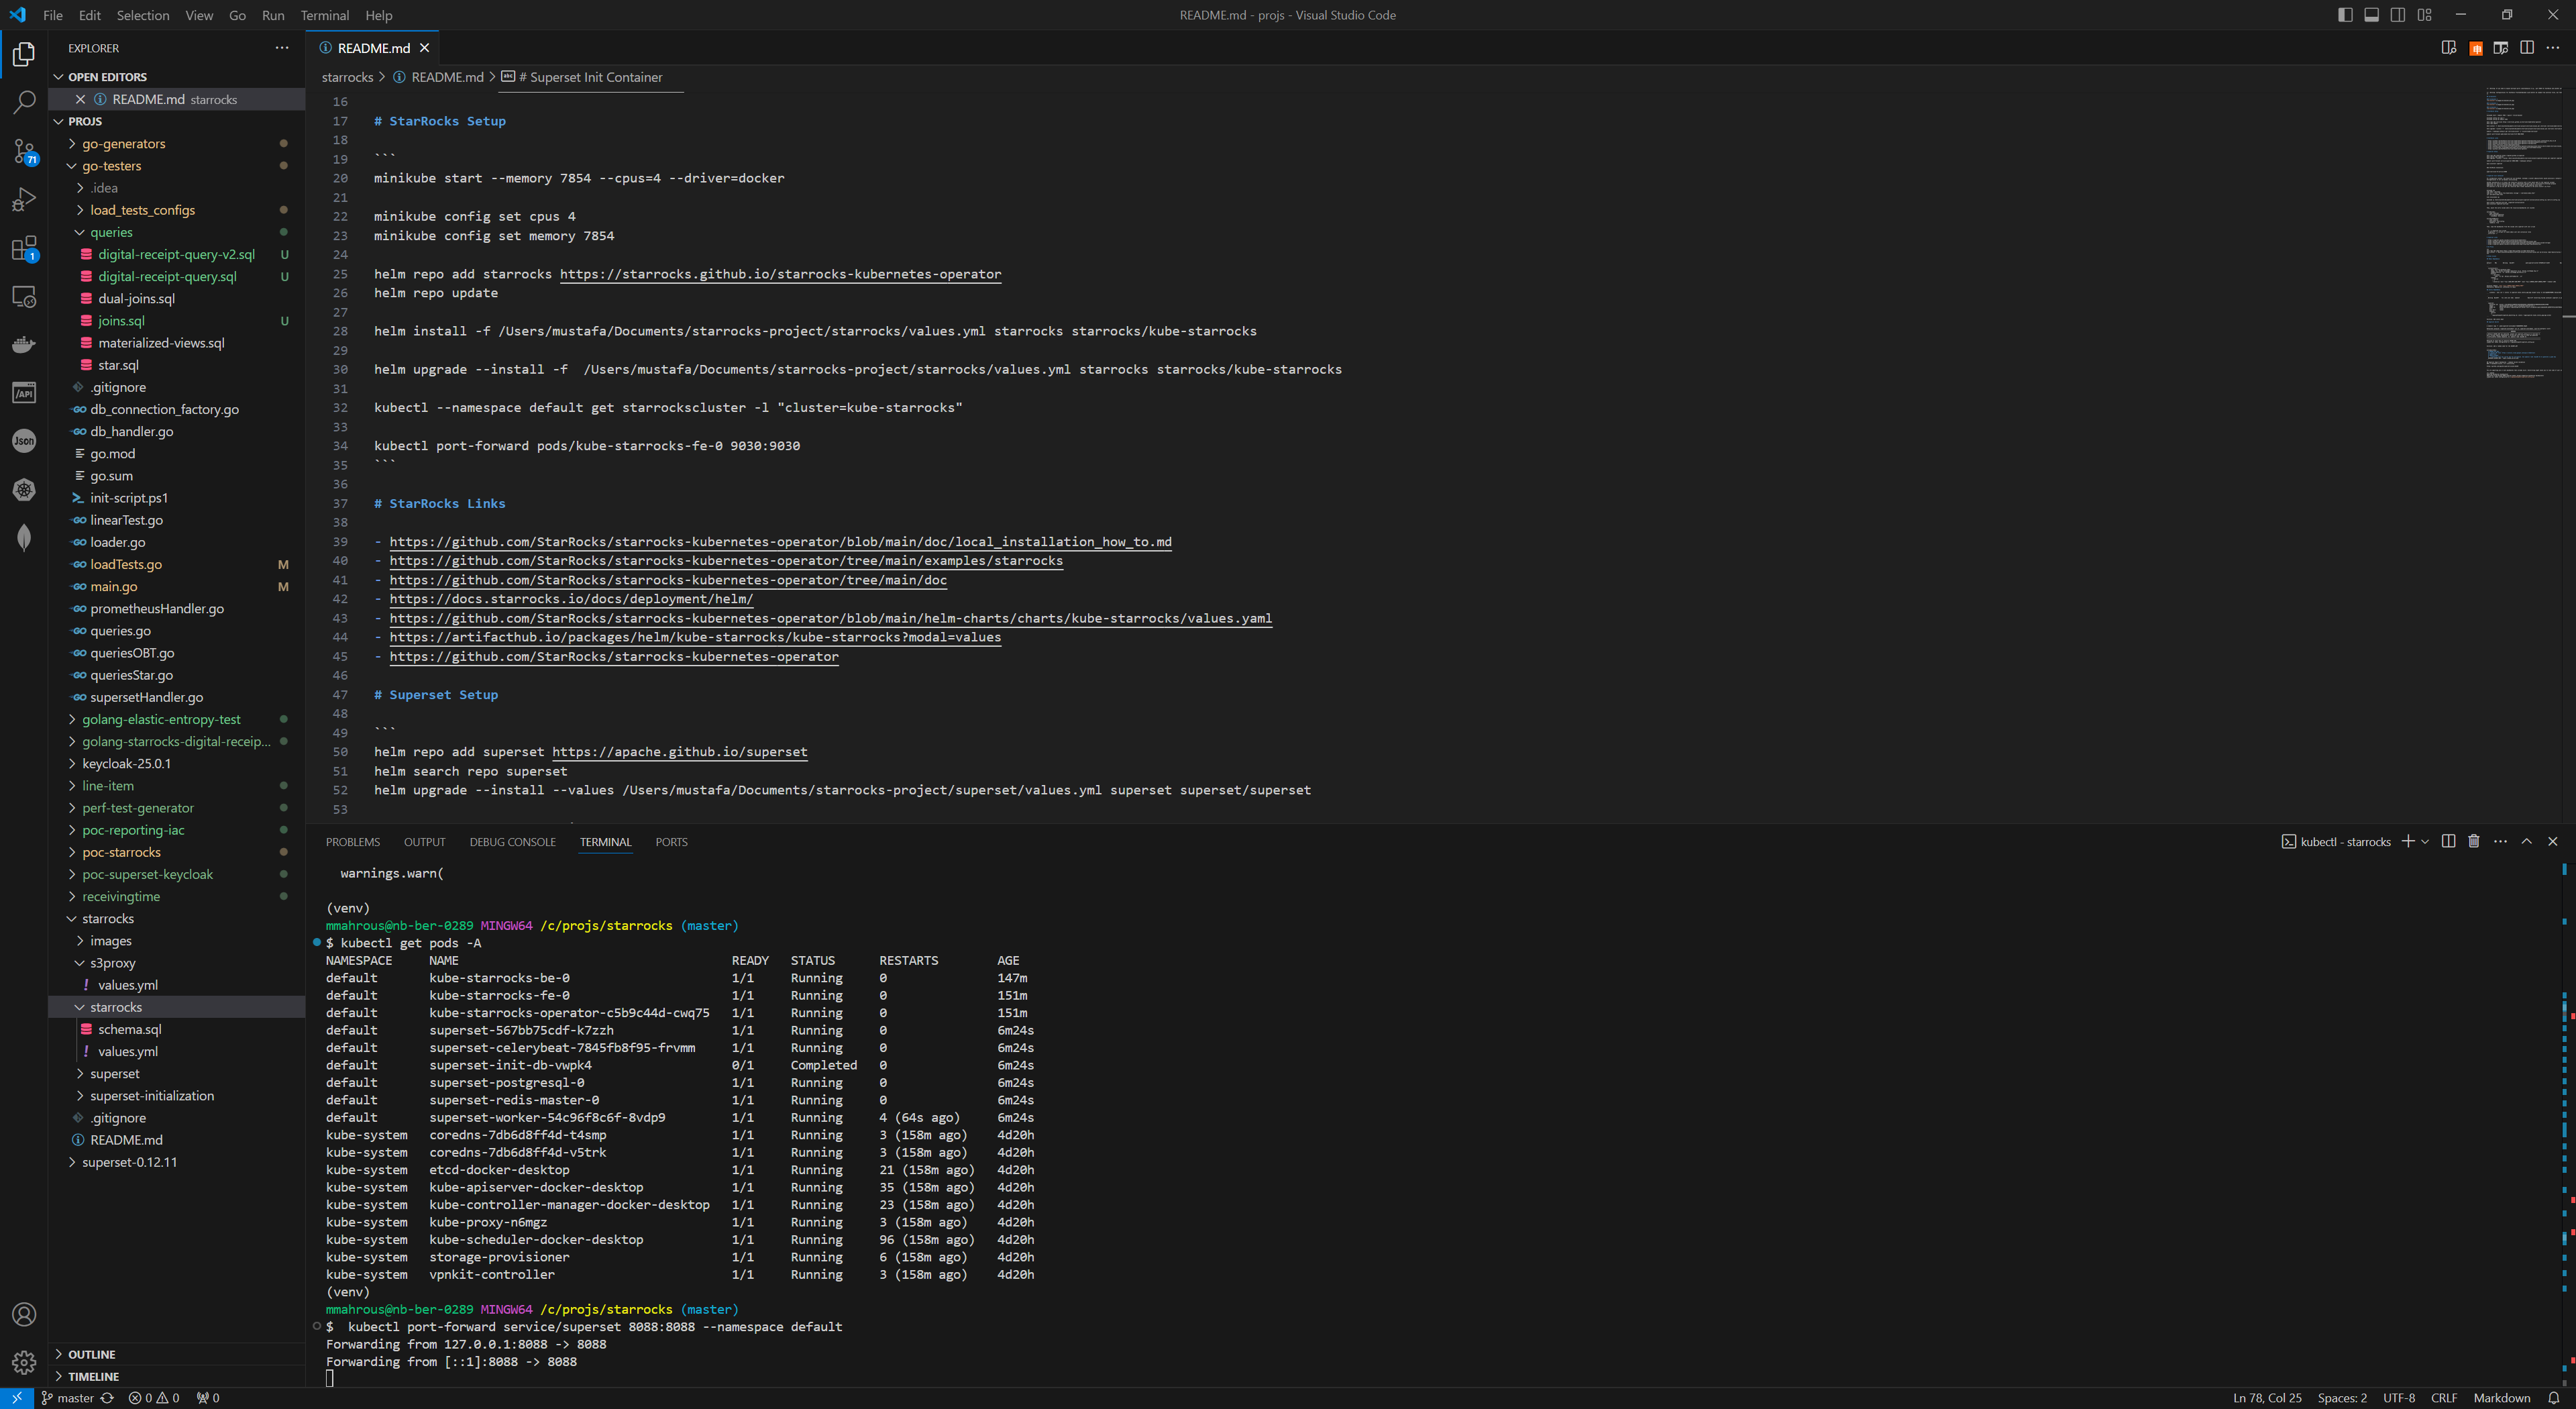 File Edit Selection View Go Run Terminal Help
README.md - projs - Visual Studio Code
EXPLORER
OPEN EDITORS
README.md starrocks
PROJS
go-generators
go-testers
.idea
load_tests_configs
queries
digital-receipt-query-v2.sql U
digital-receipt-query.sql U
dual-joins.sql
joins.sql U
materialized-views.sql
star.sql
.gitignore
db_connection_factory.go
db_handler.go
go.mod
go.sum
init-script.ps1
linearTest.go
loader.go
loadTests.go M
main.go M
prometheusHandler.go
queries.go
queriesOBT.go
queriesStar.go
supersetHandler.go
golang-elastic-entropy-test
golang-starrocks-digital-receip...
keycloak-25.0.1
line-item
perf-test-generator
poc-reporting-iac
poc-starrocks
poc-superset-keycloak
receivingtime
starrocks
images
s3proxy
values.yml
starrocks
schema.sql
values.yml
superset
superset-initialization
.gitignore
README.md
superset-0.12.11
OUTLINE
TIMELINE
71
1
/API
Json
README.md
starrocks > README.md > # Superset Init Container
16
17 # StarRocks Setup
18
19 ```
20 minikube start --memory 7854 --cpus=4 --driver=docker
21
22 minikube config set cpus 4
23 minikube config set memory 7854
24
25 helm repo add starrocks https://starrocks.github.io/starrocks-kubernetes-operator
26 helm repo update
27
28 helm install -f /Users/mustafa/Documents/starrocks-project/starrocks/values.yml starrocks starrocks/kube-starrocks
29
30 helm upgrade --install -f  /Users/mustafa/Documents/starrocks-project/starrocks/values.yml starrocks starrocks/kube-starrocks
31
32 kubectl --namespace default get starrockscluster -l "cluster=kube-starrocks"
33
34 kubectl port-forward pods/kube-starrocks-fe-0 9030:9030
35 ```
36
37 # StarRocks Links
38
39 - https://github.com/StarRocks/starrocks-kubernetes-operator/blob/main/doc/local_installation_how_to.md
40 - https://github.com/StarRocks/starrocks-kubernetes-operator/tree/main/examples/starrocks
41 - https://github.com/StarRocks/starrocks-kubernetes-operator/tree/main/doc
42 - https://docs.starrocks.io/docs/deployment/helm/
43 - https://github.com/StarRocks/starrocks-kubernetes-operator/blob/main/helm-charts/charts/kube-starrocks/values.yaml
44 - https://artifacthub.io/packages/helm/kube-starrocks/kube-starrocks?modal=values
45 - https://github.com/StarRocks/starrocks-kubernetes-operator
46
47 # Superset Setup
48
49 ```
50 helm repo add superset https://apache.github.io/superset
51 helm search repo superset
52 helm upgrade --install --values /Users/mustafa/Documents/starrocks-project/superset/values.yml superset superset/superset
53
PROBLEMS OUTPUT DEBUG CONSOLE TERMINAL PORTS
kubectl - starrocks
warnings.warn(
(venv)
mmahrous@nb-ber-0289 MINGW64 /c/projs/starrocks (master)
$ kubectl get pods -A
NAMESPACE NAME READY STATUS RESTARTS AGE
default kube-starrocks-be-0 1/1 Running 0 147m
default kube-starrocks-fe-0 1/1 Running 0 151m
default kube-starrocks-operator-c5b9c44d-cwq75 1/1 Running 0 151m
default superset-567bb75cdf-k7zzh 1/1 Running 0 6m24s
default superset-celerybeat-7845fb8f95-frvmm 1/1 Running 0 6m24s
default superset-init-db-vwpk4 0/1 Completed 0 6m24s
default superset-postgresql-0 1/1 Running 0 6m24s
default superset-redis-master-0 1/1 Running 0 6m24s
default superset-worker-54c96f8c6f-8vdp9 1/1 Running 4 (64s ago) 6m24s
kube-system coredns-7db6d8ff4d-t4smp 1/1 Running 3 (158m ago) 4d20h
kube-system coredns-7db6d8ff4d-v5trk 1/1 Running 3 (158m ago) 4d20h
kube-system etcd-docker-desktop 1/1 Running 21 (158m ago) 4d20h
kube-system kube-apiserver-docker-desktop 1/1 Running 35 (158m ago) 4d20h
kube-system kube-controller-manager-docker-desktop 1/1 Running 23 (158m ago) 4d20h
kube-system kube-proxy-n6mgz 1/1 Running 3 (158m ago) 4d20h
kube-system kube-scheduler-docker-desktop 1/1 Running 96 (158m ago) 4d20h
kube-system storage-provisioner 1/1 Running 6 (158m ago) 4d20h
kube-system vpnkit-controller 1/1 Running 3 (158m ago) 4d20h
(venv)
mmahrous@nb-ber-0289 MINGW64 /c/projs/starrocks (master)
$  kubectl port-forward service/superset 8088:8088 --namespace default
Forwarding from 127.0.0.1:8088 -> 8088
Forwarding from [::1]:8088 -> 8088
master 0 0 0
Ln 78, Col 25 Spaces: 2 UTF-8 CRLF Markdown